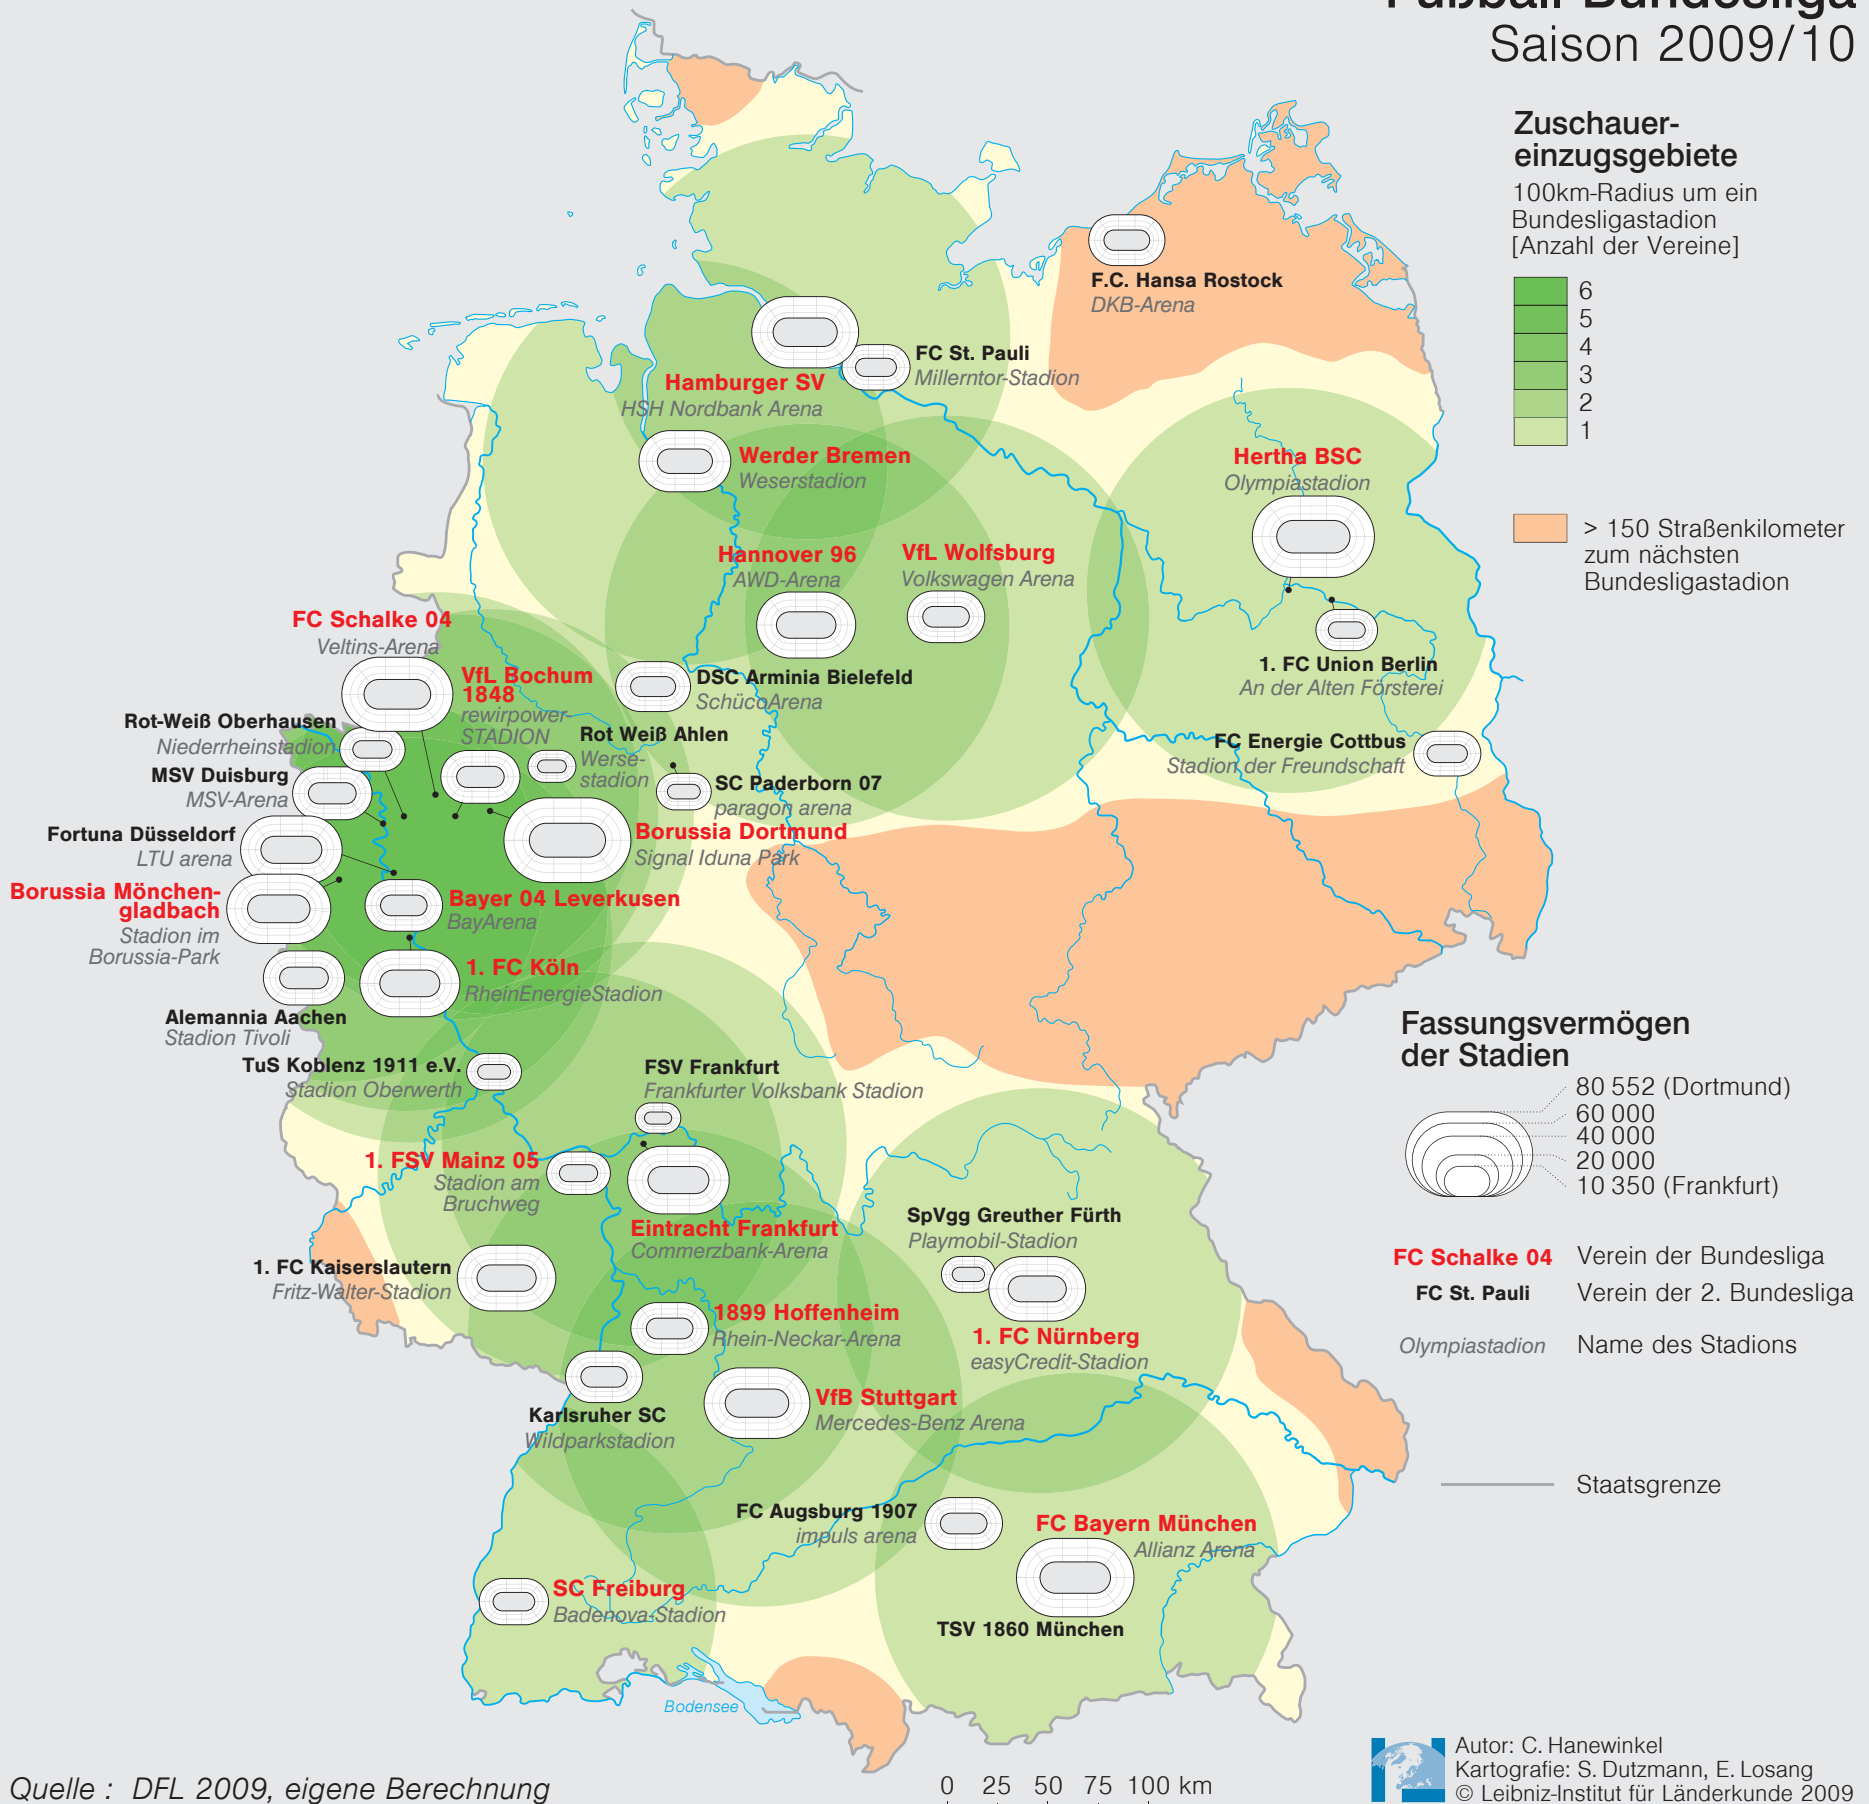 Fußball-Bundesliga
Saison 2009/10
Zuschauer-
einzugsgebiete
100km-Radius um ein
Bundesligastadion
[Anzahl der Vereine]
6
5
4
3
2
1
> 150 Straßenkilometer
zum nächsten
Bundesligastadion
F.C. Hansa Rostock
DKB-Arena
FC St. Pauli
Millerntor-Stadion
Hamburger SV
HSH Nordbank Arena
Werder Bremen
Weserstadion
Hertha BSC
Olympiastadion
Hannover 96
AWD-Arena
VfL Wolfsburg
Volkswagen Arena
FC Schalke 04
Veltins-Arena
1. FC Union Berlin
An der Alten Försterei
VfL Bochum
1848
rewirpower-
STADION
DSC Arminia Bielefeld
SchücoArena
Rot-Weiß Oberhausen
Niederrheinstadion
Rot Weiß Ahlen
Werse-
stadion
FC Energie Cottbus
Stadion der Freundschaft
MSV Duisburg
MSV-Arena
SC Paderborn 07
paragon arena
Fortuna Düsseldorf
LTU arena
Borussia Dortmund
Signal Iduna Park
Borussia Mönchen-
gladbach
Stadion im
Borussia-Park
Bayer 04 Leverkusen
BayArena
1. FC Köln
RheinEnergieStadion
Alemannia Aachen
Stadion Tivoli
TuS Koblenz 1911 e.V.
Stadion Oberwerth
FSV Frankfurt
Frankfurter Volksbank Stadion
1. FSV Mainz 05
Stadion am
Bruchweg
Eintracht Frankfurt
Commerzbank-Arena
SpVgg Greuther Fürth
Playmobil-Stadion
1. FC Kaiserslautern
Fritz-Walter-Stadion
1899 Hoffenheim
Rhein-Neckar-Arena
1. FC Nürnberg
easyCredit-Stadion
Karlsruher SC
Wildparkstadion
VfB Stuttgart
Mercedes-Benz Arena
FC Augsburg 1907
impuls arena
FC Bayern München
Allianz Arena
TSV 1860 München
SC Freiburg
Badenova-Stadion
Bodensee
Fassungsvermögen
der Stadien
80 552 (Dortmund)
60 000
40 000
20 000
10 350 (Frankfurt)
FC Schalke 04 Verein der Bundesliga
FC St. Pauli Verein der 2. Bundesliga
Olympiastadion Name des Stadions
Staatsgrenze
Quelle : DFL 2009, eigene Berechnung
0 25 50 75 100 km
Autor: C. Hanewinkel
Kartografie: S. Dutzmann, E. Losang
© Leibniz-Institut für Länderkunde 2009